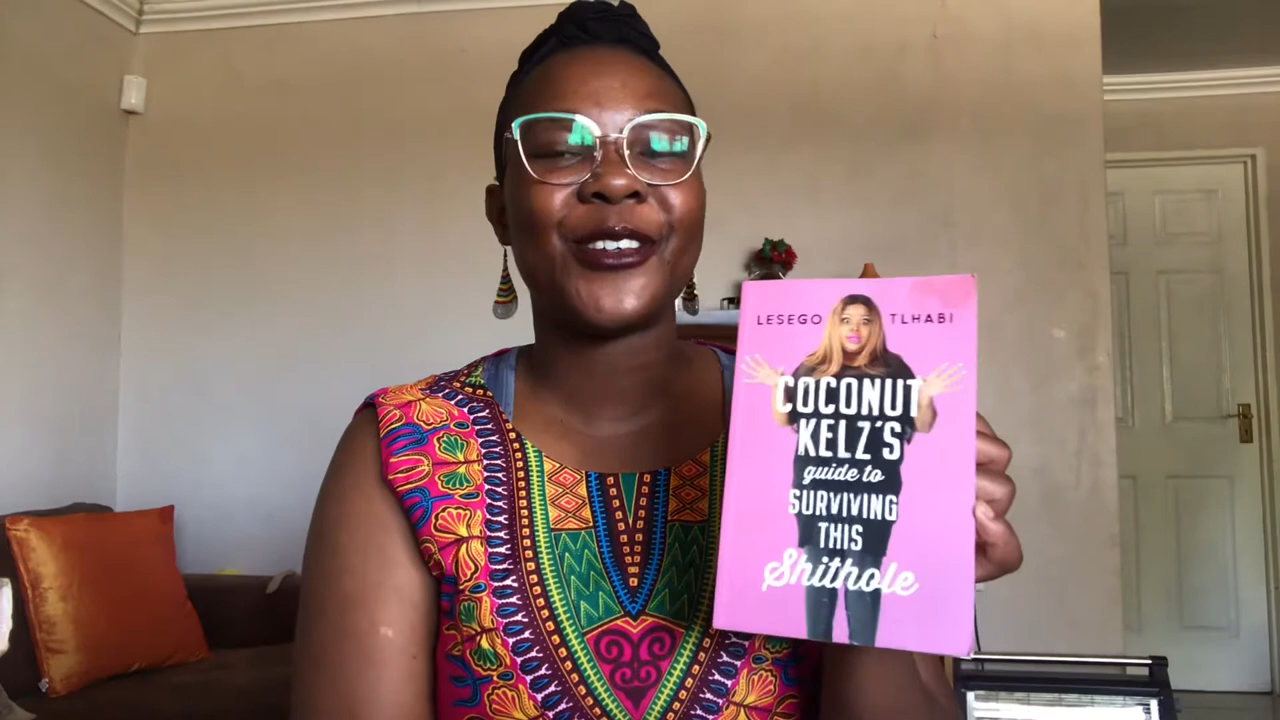 LESEGO TLHABI
COCONUT
KELZ'S
guide to
SURVIVING
THIS
Shithole